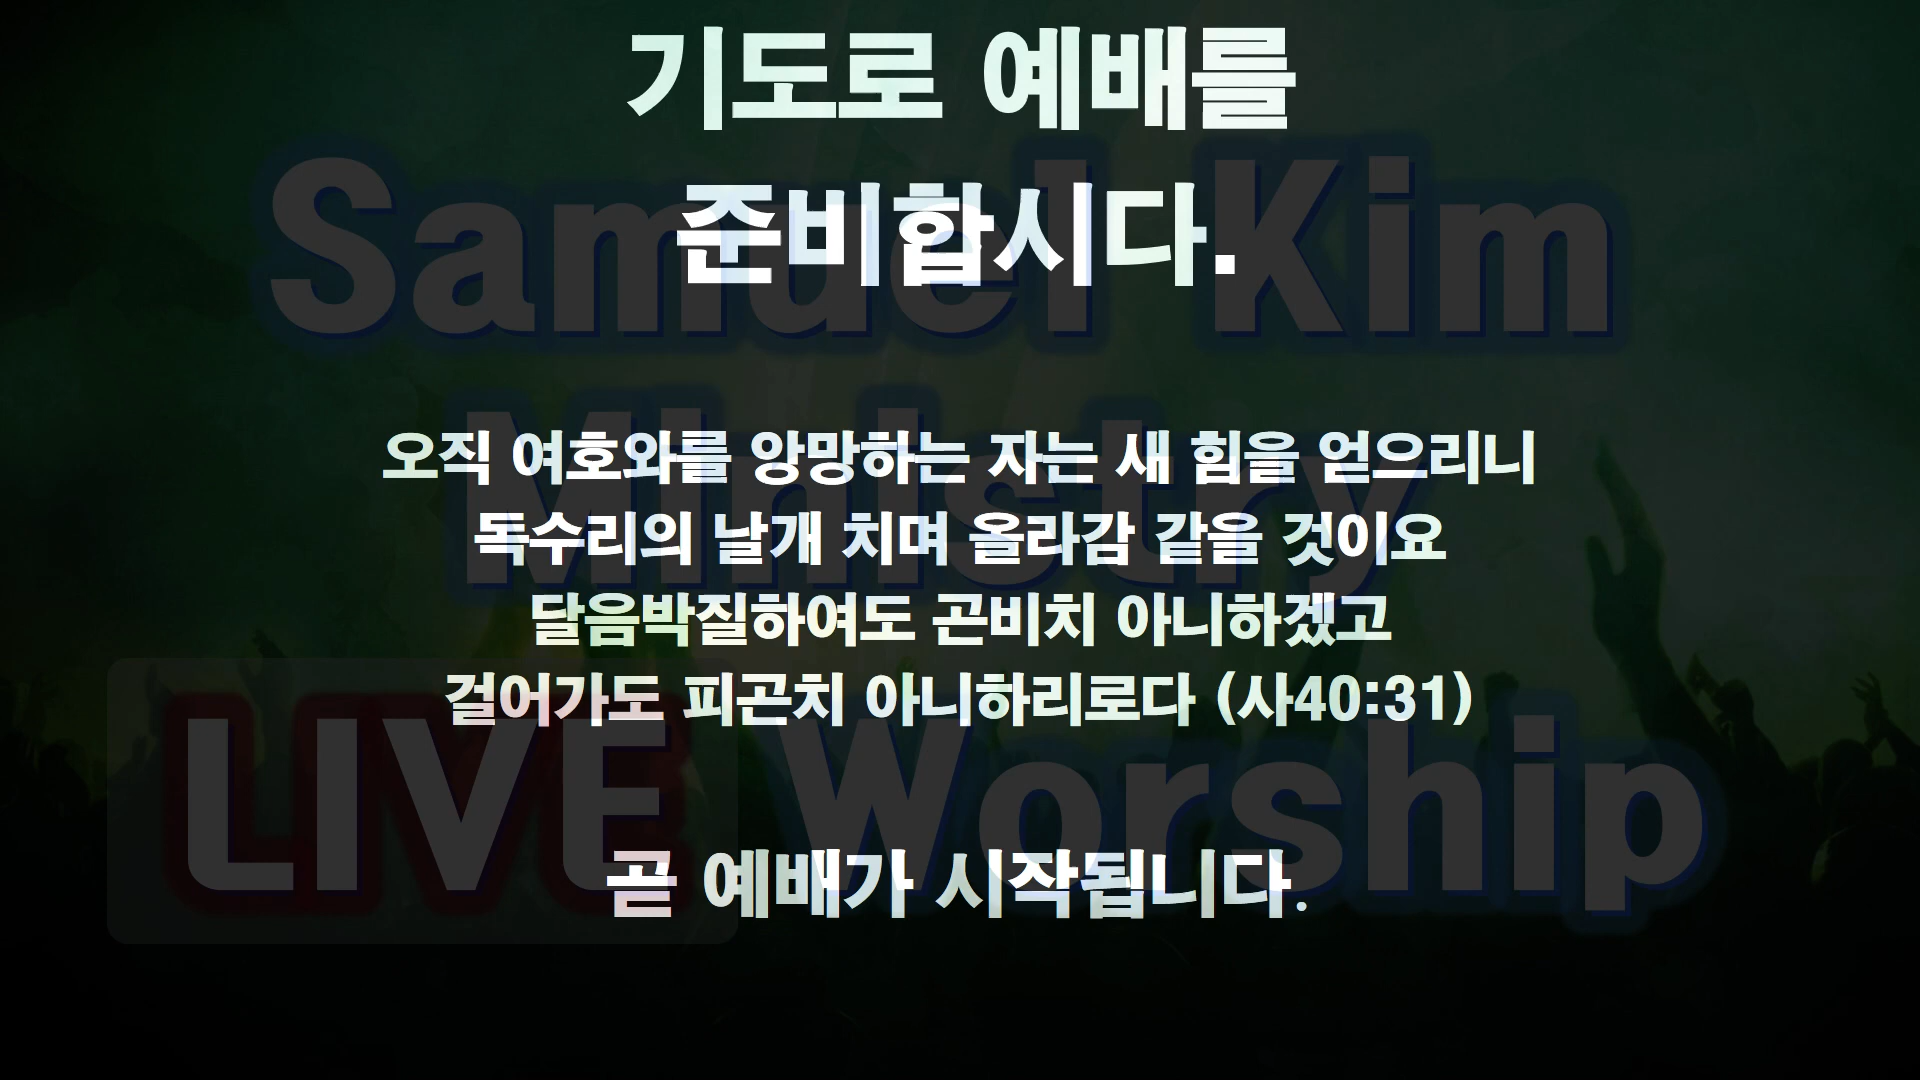 기도로 예배를
준비합시다.
Samuel Kim
Ministry
오직 여호와를 앙망하는 자는 새 힘을 얻으리니
독수리의 날개 치며 올라감 같을 것이요
달음박질하여도 곤비치 아니하겠고
걸어가도 피곤치 아니하리로다 (사40:31)
LIVE Worship
곧 예배가 시작됩니다.